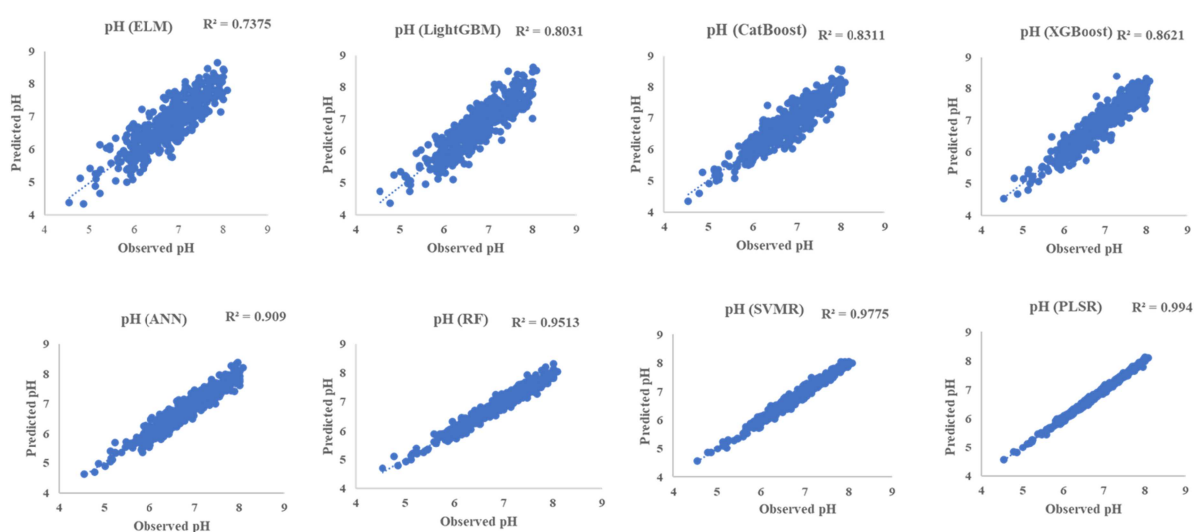 pH (ELM) R² = 0.7375
9
8
7
6
5
4
Predicted pH
4 5 6 7 8 9
Observed pH
pH (LightGBM) R² = 0.8031
9
8
7
6
5
4
Predicted pH
4 5 6 7 8 9
Observed pH
pH (CatBoost) R² = 0.8311
9
8
7
6
5
4
Predicted pH
4 5 6 7 8 9
Observed pH
pH (XGBoost) R² = 0.8621
9
8
7
6
5
4
Predicted pH
4 5 6 7 8 9
Observed pH
pH (ANN) R² = 0.909
9
8
7
6
5
4
Predicted pH
4 5 6 7 8 9
Observed pH
pH (RF) R² = 0.9513
9
8
7
6
5
4
Predicted pH
4 5 6 7 8 9
Observed pH
pH (SVMR) R² = 0.9775
9
8
7
6
5
4
Predicted pH
4 5 6 7 8 9
Observed pH
pH (PLSR) R² = 0.994
9
8
7
6
5
4
Predicted pH
4 5 6 7 8 9
Observed pH